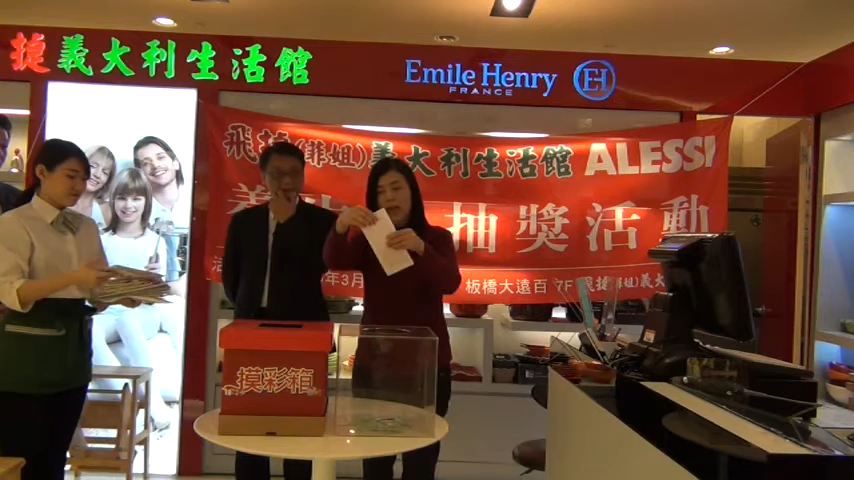 捷義大利生活館
Emile Henry
FRANCE
EH
飛捷(菲姐)義大利生活館 ALESSI
抽獎活動
年3月
板橋大遠百 7F
摸彩箱